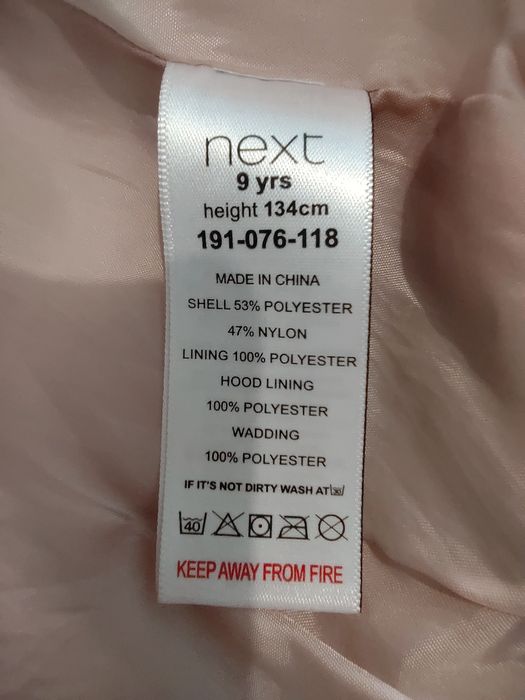 next
9 yrs
height 134cm
191-076-118
MADE IN CHINA
SHELL 53% POLYESTER
47% NYLON
LINING 100% POLYESTER
HOOD LINING
100% POLYESTER
WADDING
100% POLYESTER
IF IT'S NOT DIRTY WASH AT
40
KEEP AWAY FROM FIRE